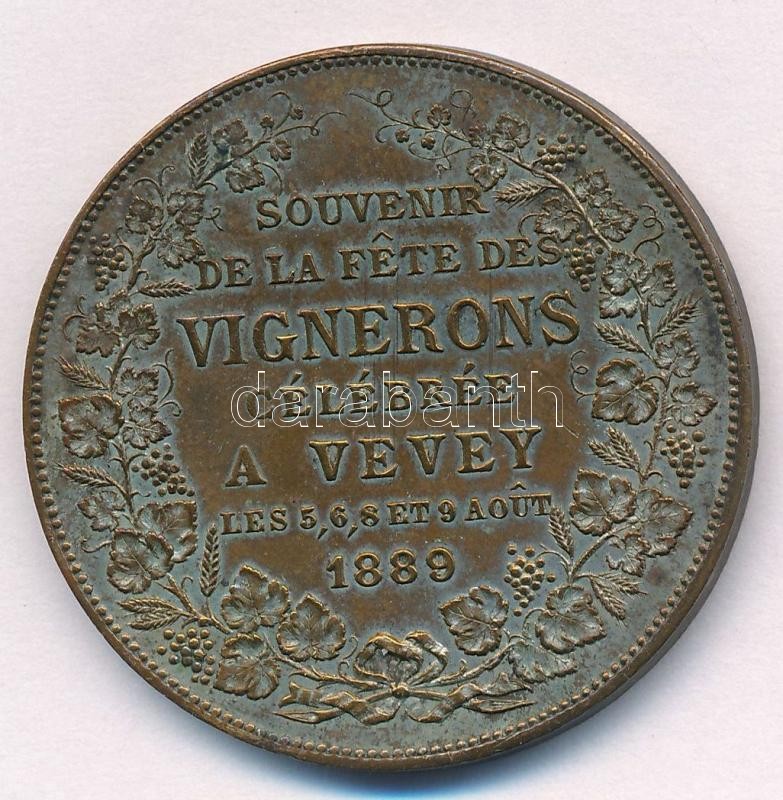 SOUVENIR
DE LA FÊTE DES
VIGNERONS
CÉLÉBRÉE
darabanth
A VEVEY
LES 5,6,8 ET 9 AOÛT
1889